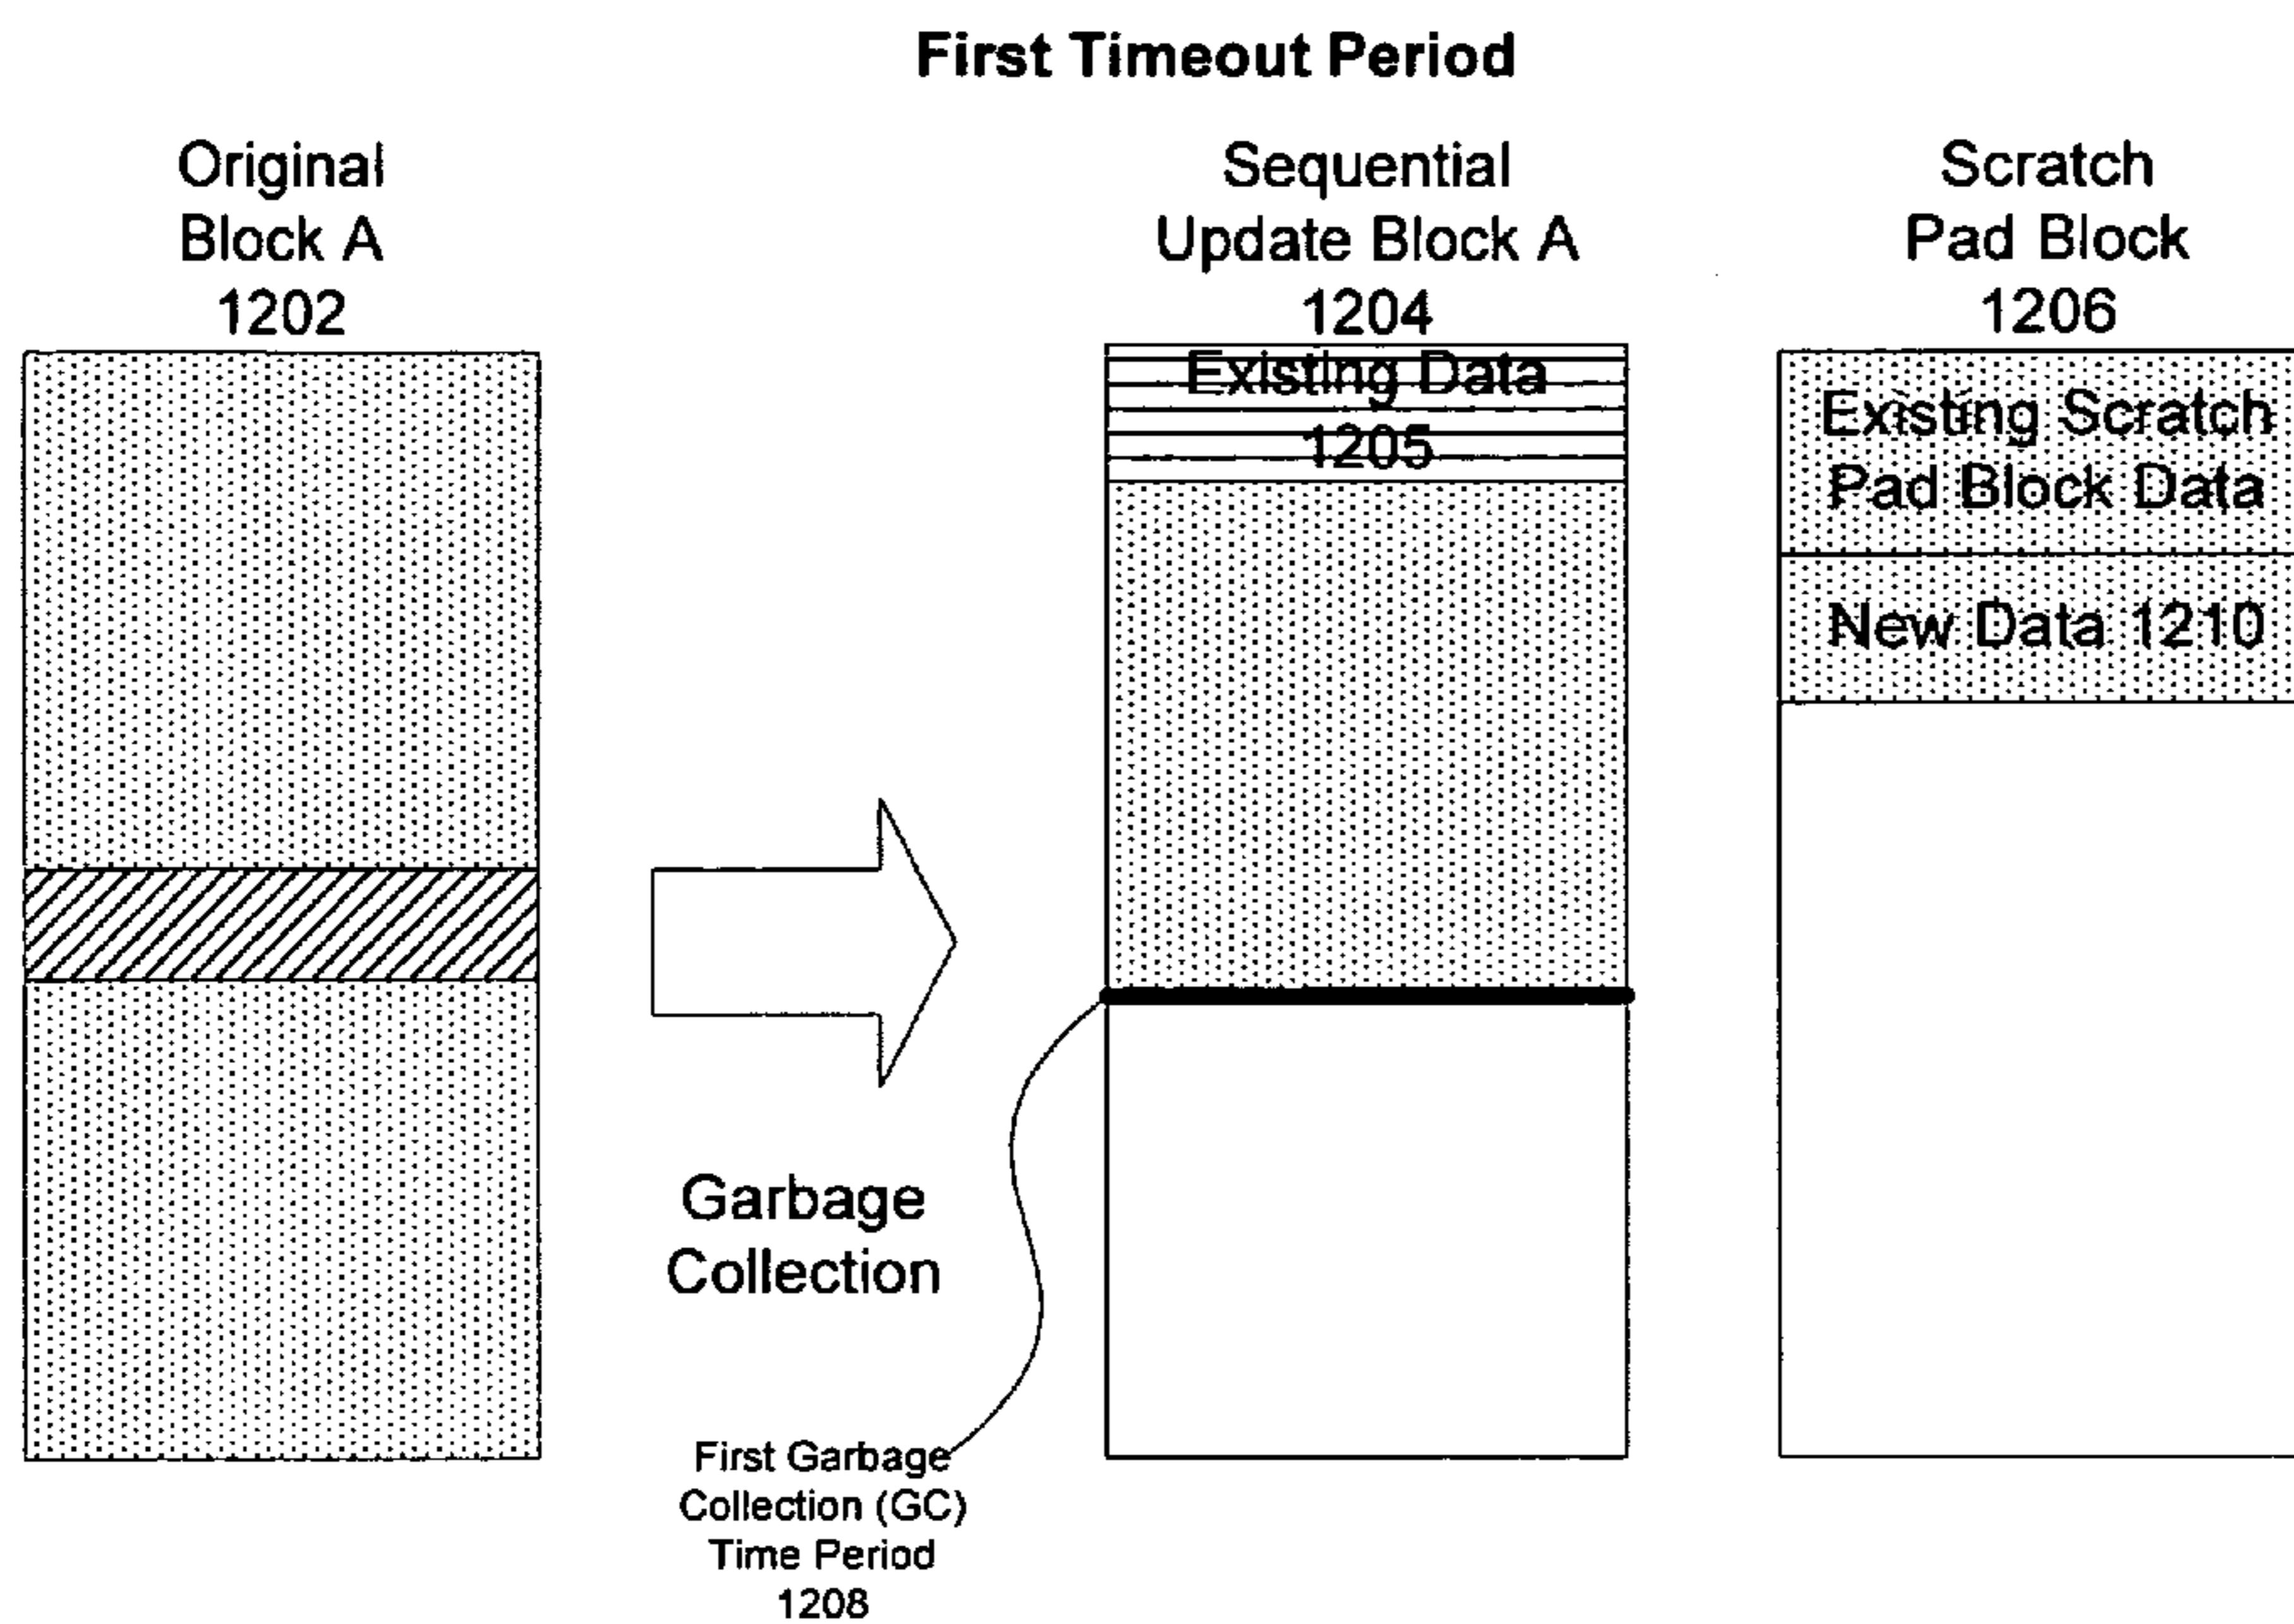 First Timeout Period
Original
Block A
1202
Sequential
Update Block A
1204
Scratch
Pad Block
1206
Existing Data
1205
Existing Scratch
Pad Block Data
New Data 1210
Garbage
Collection
First Garbage
Collection (GC)
Time Period
1208